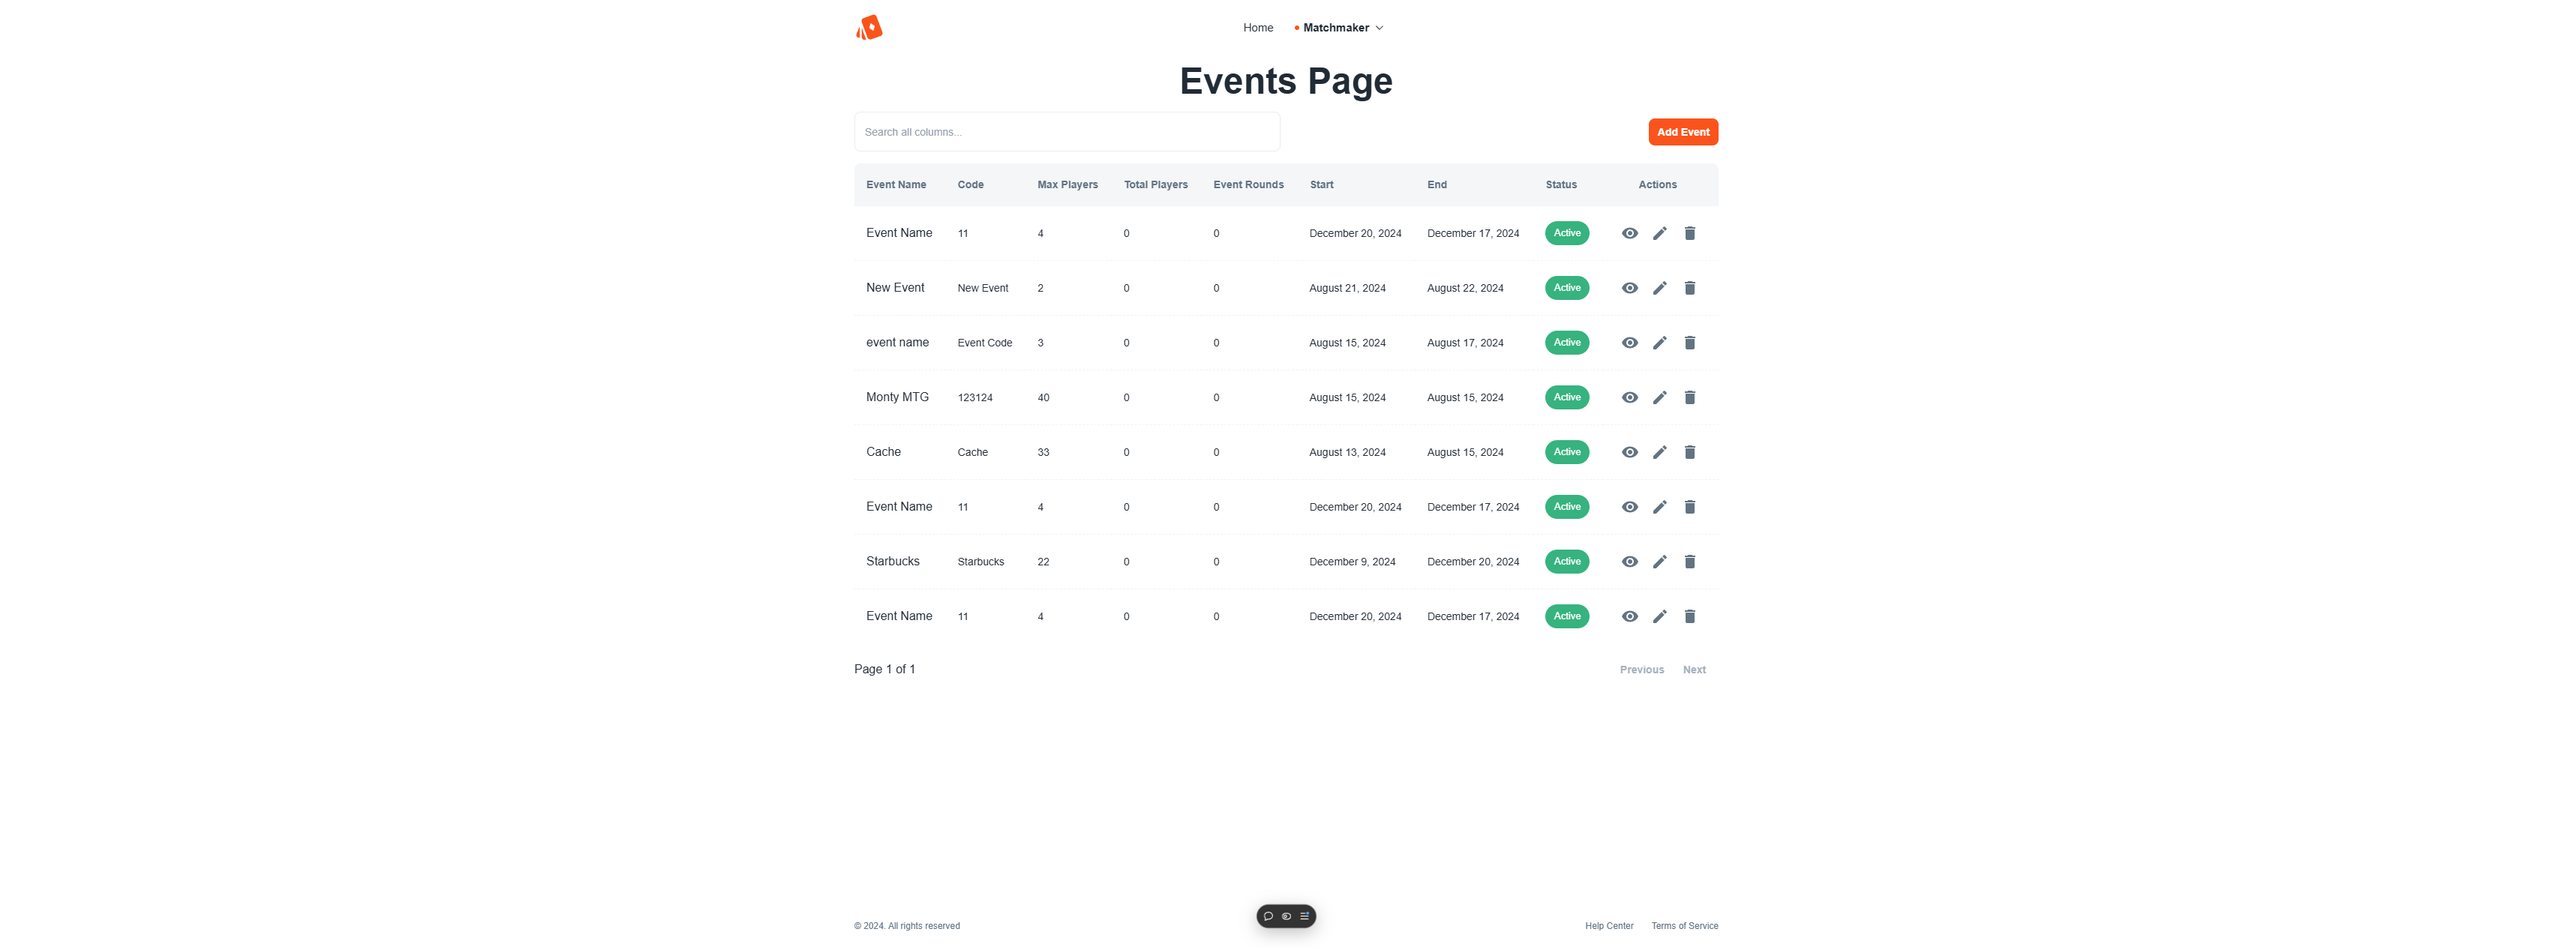 Home Matchmaker
Events Page
Search all columns...
Add Event
Event Name Code Max Players Total Players Event Rounds Start End Status Actions
Event Name 11 4 0 0 December 20, 2024 December 17, 2024 Active
New Event New Event 2 0 0 August 21, 2024 August 22, 2024 Active
event name Event Code 3 0 0 August 15, 2024 August 17, 2024 Active
Monty MTG 123124 40 0 0 August 15, 2024 August 15, 2024 Active
Cache Cache 33 0 0 August 13, 2024 August 15, 2024 Active
Event Name 11 4 0 0 December 20, 2024 December 17, 2024 Active
Starbucks Starbucks 22 0 0 December 9, 2024 December 20, 2024 Active
Event Name 11 4 0 0 December 20, 2024 December 17, 2024 Active
Page 1 of 1 Previous Next
© 2024. All rights reserved Help Center Terms of Service